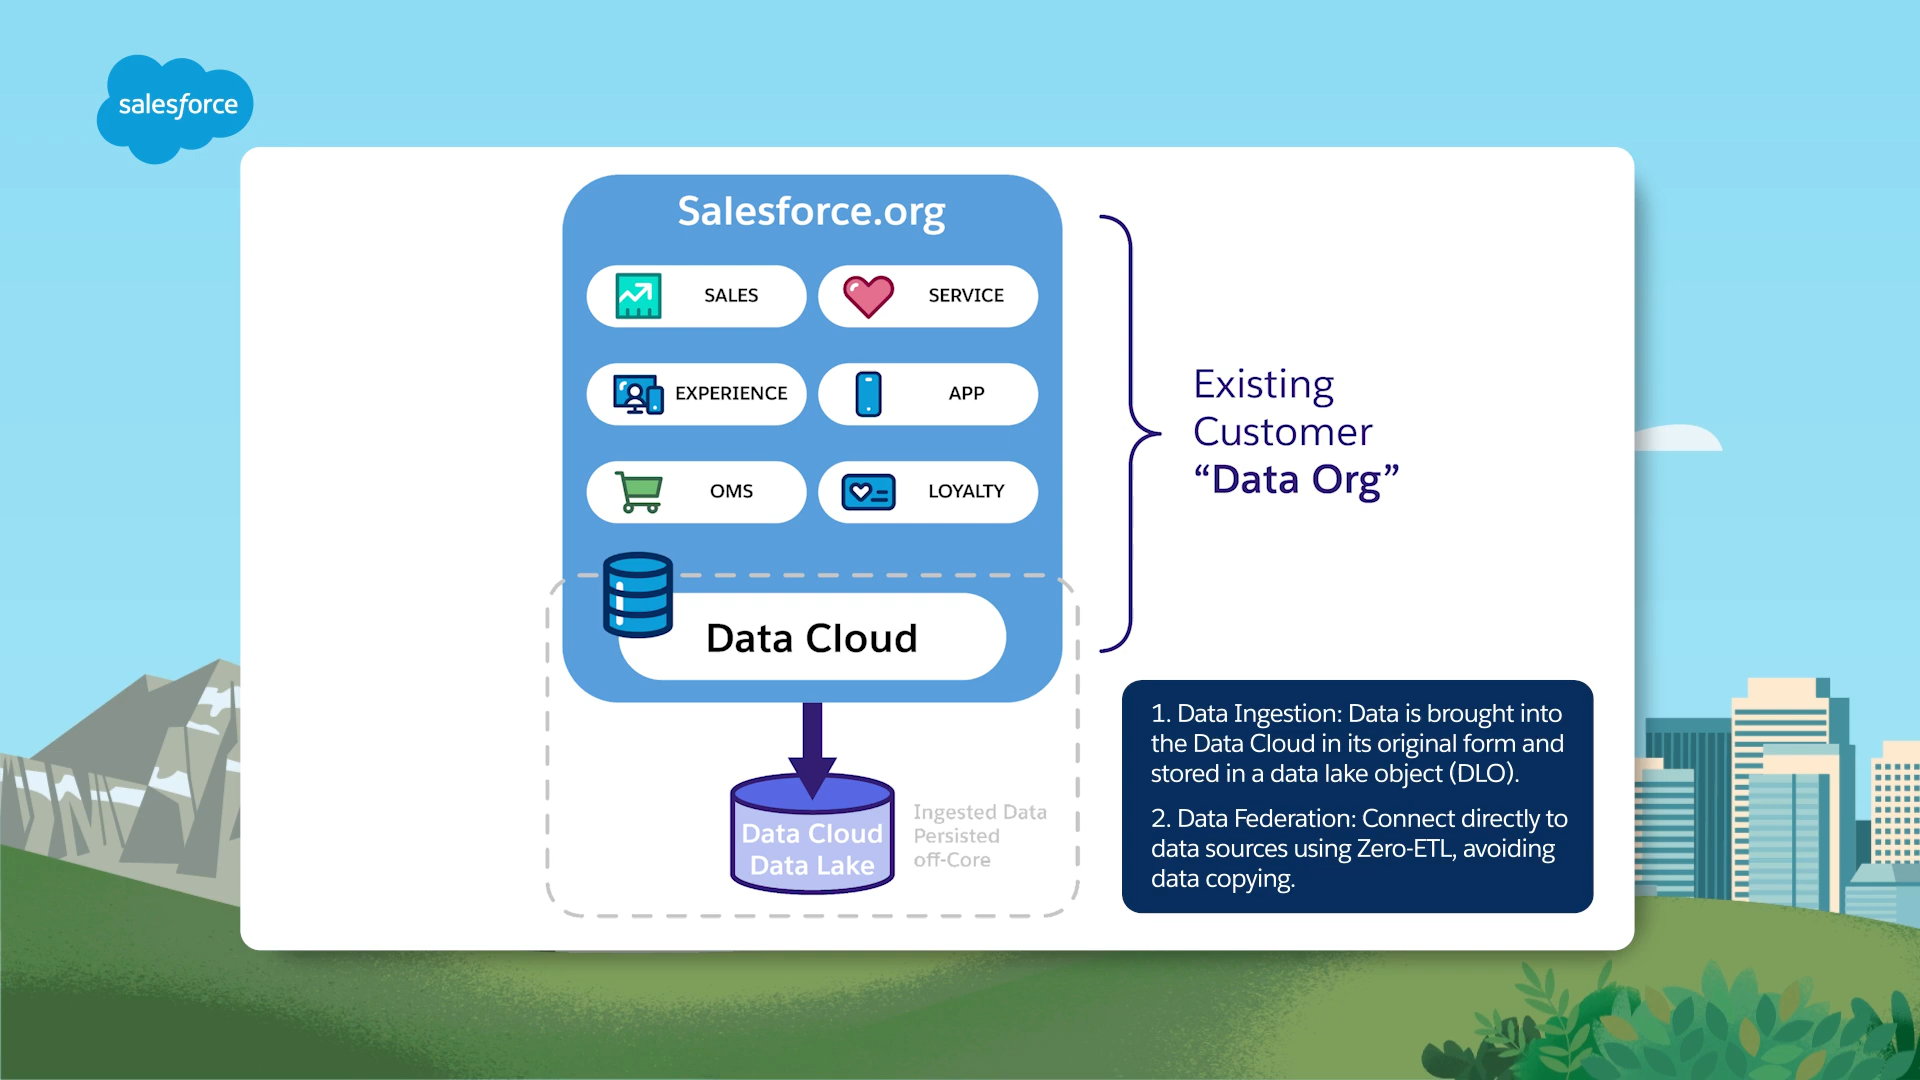 salesforce
Salesforce.org
SALES
SERVICE
EXPERIENCE
APP
OMS
LOYALTY
Data Cloud
Existing
Customer
“Data Org”
Data Cloud
Data Lake
Ingested Data
Persisted
off-Core
1. Data Ingestion: Data is brought into
the Data Cloud in its original form and
stored in a data lake object (DLO).
2. Data Federation: Connect directly to
data sources using Zero-ETL, avoiding
data copying.